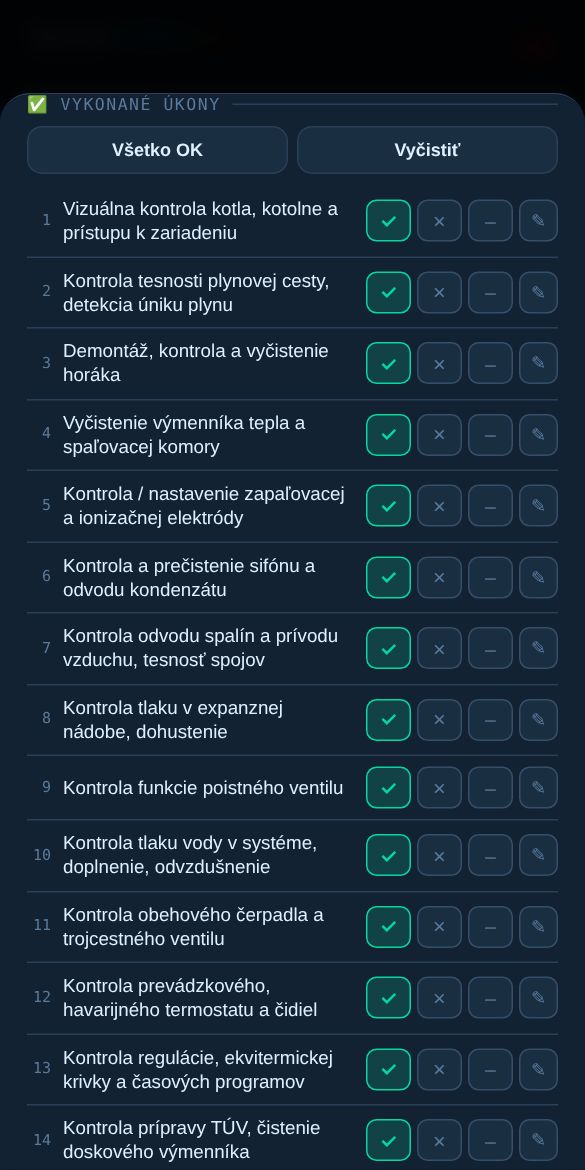 ✅ VYKONANÉ ÚKONY
Všetko OK Vyčistiť
1 Vizuálna kontrola kotla, kotolne a
prístupu k zariadeniu
2 Kontrola tesnosti plynovej cesty,
detekcia úniku plynu
3 Demontáž, kontrola a vyčistenie
horáka
4 Vyčistenie výmenníka tepla a
spaľovacej komory
5 Kontrola / nastavenie zapaľovacej
a ionizačnej elektródy
6 Kontrola a prečistenie sifónu a
odvodu kondenzátu
7 Kontrola odvodu spalín a prívodu
vzduchu, tesnosť spojov
8 Kontrola tlaku v expanznej
nádobe, dohustenie
9 Kontrola funkcie poistného ventilu
10 Kontrola tlaku vody v systéme,
doplnenie, odvzdušnenie
11 Kontrola obehového čerpadla a
trojcestného ventilu
12 Kontrola prevádzkového,
havarijného termostatu a čidiel
13 Kontrola regulácie, ekvitermickej
krivky a časových programov
14 Kontrola prípravy TÚV, čistenie
doskového výmenníka